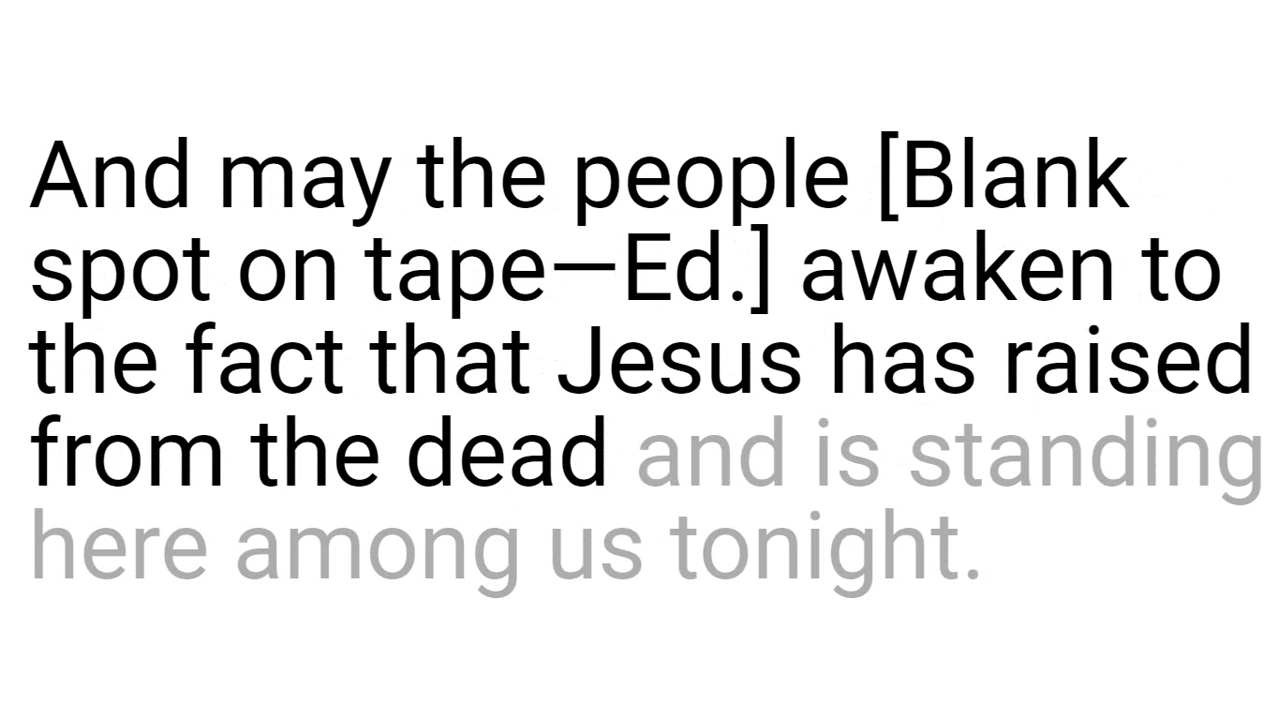 And may the people [Blank
spot on tape—Ed.] awaken to
the fact that Jesus has raised
from the dead and is standing
here among us tonight.